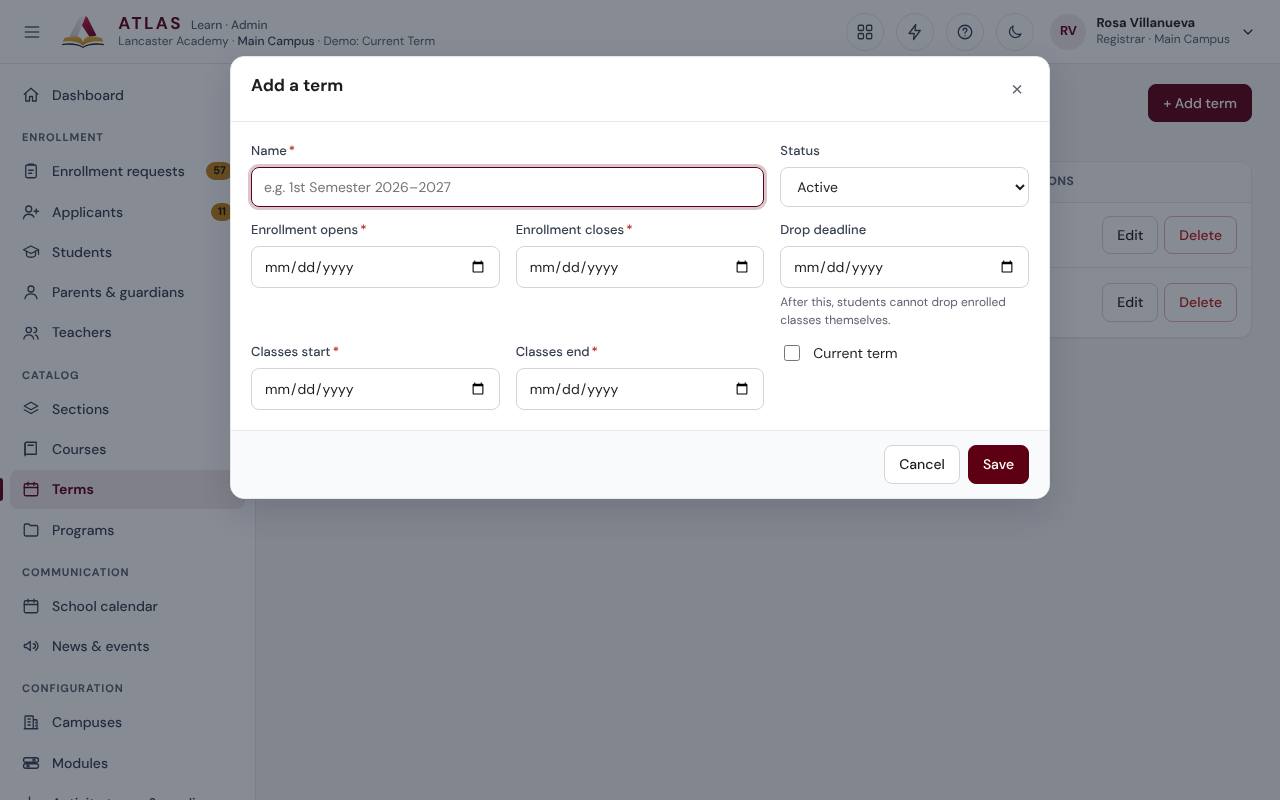 ATLAS Learn · Admin
Lancaster Academy · Main Campus · Demo: Current Term
RV
Rosa Villanueva
Registrar · Main Campus
Dashboard
ENROLLMENT
Enrollment requests 57
Applicants 11
Students
Parents & guardians
Teachers
CATALOG
Sections
Courses
Terms
Programs
COMMUNICATION
School calendar
News & events
CONFIGURATION
Campuses
Modules
+ Add term
Edit Delete
Edit Delete
Add a term
×
Name *
e.g. 1st Semester 2026–2027
Status
Active
Enrollment opens *
mm/dd/yyyy
Enrollment closes *
mm/dd/yyyy
Drop deadline
mm/dd/yyyy
After this, students cannot drop enrolled
classes themselves.
Classes start *
mm/dd/yyyy
Classes end *
mm/dd/yyyy
Current term
Cancel
Save